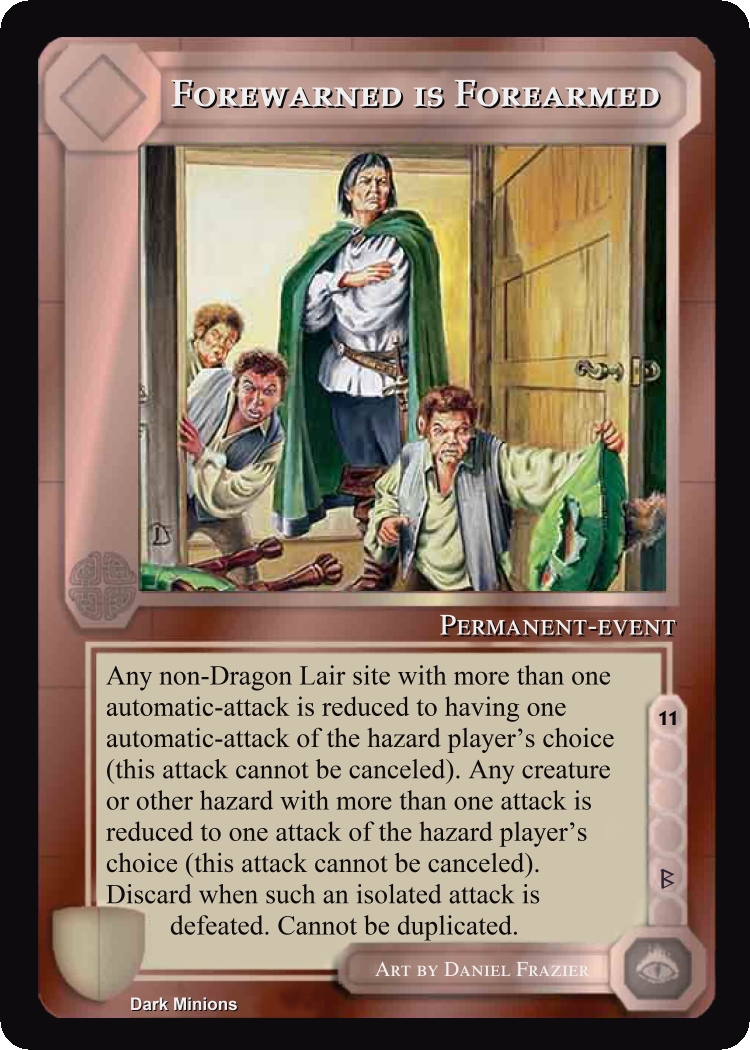 Forewarned is Forearmed
Permanent-event
Any non-Dragon Lair site with more than one
automatic-attack is reduced to having one
automatic-attack of the hazard player’s choice
(this attack cannot be canceled). Any creature
or other hazard with more than one attack is
reduced to one attack of the hazard player’s
choice (this attack cannot be canceled).
Discard when such an isolated attack is
defeated. Cannot be duplicated.
11
B
Art by Daniel Frazier
Dark Minions